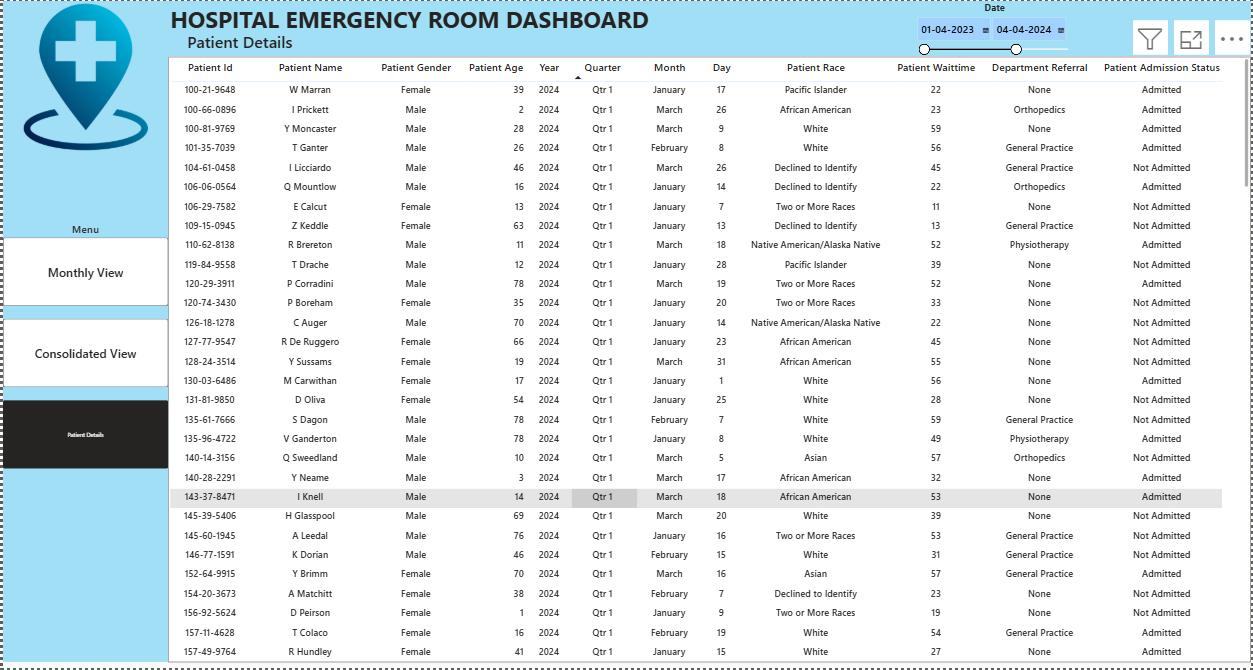 HOSPITAL EMERGENCY ROOM DASHBOARD
Patient Details
Date
01-04-2023 04-04-2024
Menu
Monthly View
Consolidated View
Patient Details
Patient Id Patient Name Patient Gender Patient Age Year Quarter Month Day Patient Race Patient Waittime Department Referral Patient Admission Status
100-21-9648 W Marran Female 39 2024 Qtr 1 January 17 Pacific Islander 22 None Admitted
100-66-0896 I Prickett Male 2 2024 Qtr 1 March 26 African American 23 Orthopedics Admitted
100-81-9769 Y Moncaster Male 28 2024 Qtr 1 March 9 White 59 None Admitted
101-35-7039 T Ganter Male 26 2024 Qtr 1 February 8 White 56 General Practice Admitted
104-61-0458 I Licciardo Male 46 2024 Qtr 1 March 26 Declined to Identify 45 General Practice Not Admitted
106-06-0564 Q Mountlow Male 16 2024 Qtr 1 January 14 Declined to Identify 22 Orthopedics Admitted
106-29-7582 E Calcut Female 13 2024 Qtr 1 January 7 Two or More Races 11 None Not Admitted
109-15-0945 Z Keddle Female 63 2024 Qtr 1 January 13 Declined to Identify 13 General Practice Not Admitted
110-62-8138 R Brereton Male 11 2024 Qtr 1 March 18 Native American/Alaska Native 52 Physiotherapy Admitted
119-84-9558 T Drache Male 12 2024 Qtr 1 January 28 Pacific Islander 39 None Not Admitted
120-29-3911 P Corradini Male 78 2024 Qtr 1 March 19 Two or More Races 52 None Admitted
120-74-3430 P Boreham Female 35 2024 Qtr 1 January 20 Two or More Races 33 None Not Admitted
126-18-1278 C Auger Male 70 2024 Qtr 1 January 14 Native American/Alaska Native 22 None Not Admitted
127-77-9547 R De Ruggero Female 66 2024 Qtr 1 January 23 African American 45 None Not Admitted
128-24-3514 Y Sussams Female 19 2024 Qtr 1 March 31 African American 55 None Not Admitted
130-03-6486 M Carwithan Female 17 2024 Qtr 1 January 1 White 56 None Admitted
131-81-9850 D Oliva Female 54 2024 Qtr 1 January 25 White 28 None Not Admitted
135-61-7666 S Dagon Male 78 2024 Qtr 1 February 7 White 59 General Practice Not Admitted
135-96-4722 V Ganderton Male 78 2024 Qtr 1 January 8 White 49 Physiotherapy Admitted
140-14-3156 Q Sweedland Male 10 2024 Qtr 1 March 5 Asian 57 Orthopedics Not Admitted
140-28-2291 Y Neame Male 3 2024 Qtr 1 March 17 African American 32 None Admitted
143-37-8471 I Knell Male 14 2024 Qtr 1 March 18 African American 53 None Admitted
145-39-5406 H Glasspool Male 69 2024 Qtr 1 March 20 White 39 None Not Admitted
145-60-1945 A Leedal Male 76 2024 Qtr 1 January 16 Two or More Races 53 General Practice Not Admitted
146-77-1591 K Dorian Male 46 2024 Qtr 1 February 15 White 31 General Practice Not Admitted
152-64-9915 Y Brimm Female 70 2024 Qtr 1 March 16 Asian 57 General Practice Admitted
154-20-3673 A Matchitt Female 38 2024 Qtr 1 February 7 Declined to Identify 23 None Not Admitted
156-92-5624 D Peirson Female 1 2024 Qtr 1 January 9 Two or More Races 19 None Not Admitted
157-11-4628 T Colaco Female 16 2024 Qtr 1 February 19 White 54 General Practice Admitted
157-49-9764 R Hundley Female 41 2024 Qtr 1 January 15 White 27 None Admitted